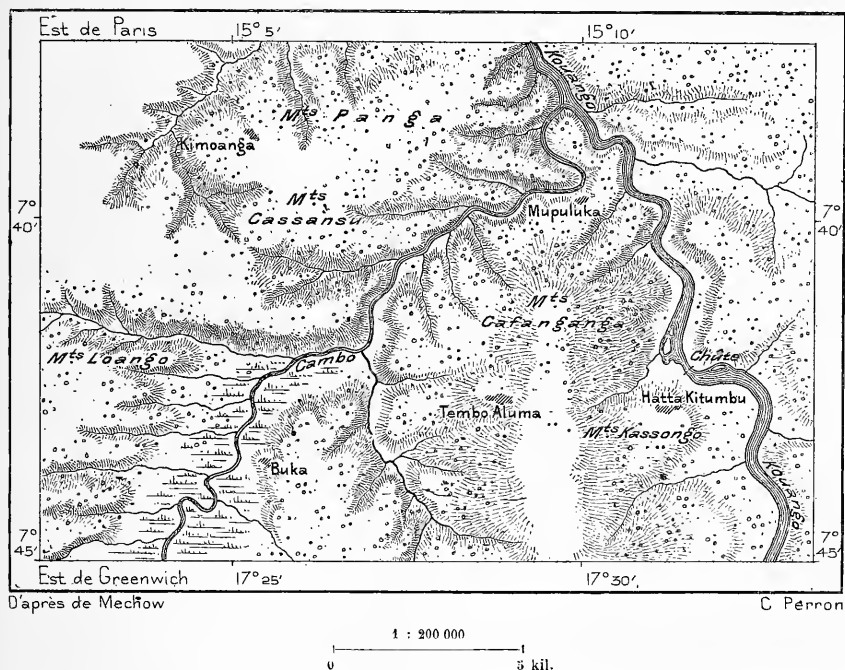 Est de Paris
15° 5′
15° 10′
Kouango
Mts Panga
Kimoanga
Mts Cassansu
7° 40′
Mupuluka
7° 40′
Mts Gafanganga
Mts Loango
Cambo
Chûte
Tembo Aluma
Hatta Kitumbu
Mts Kassongo
Buka
Kouango
7° 45′
7° 45′
Est de Greenwich
17° 25′
17° 30′
D'après de Mechow
C. Perron
1 : 200 000
0
5 kil.